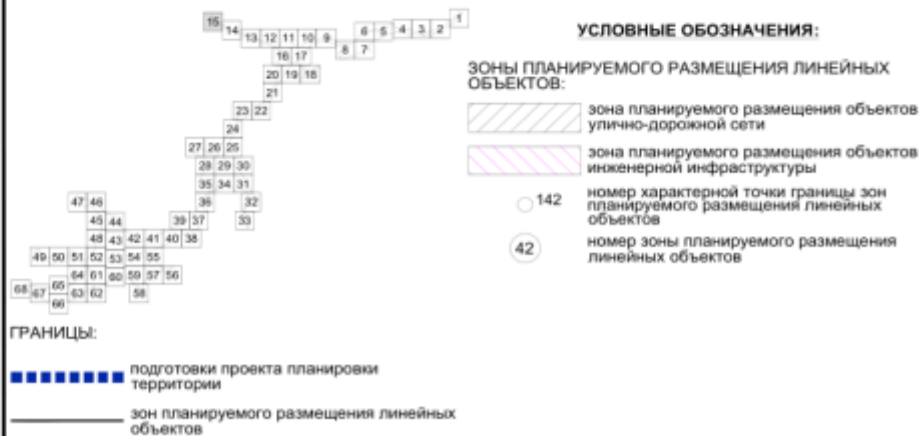 1
15 14 13 12 11 10 9 8 7 6 5 4 3 2
16 17
20 19 18
21
23 22
24
27 26 25
28 29 30
35 34 31
47 46 36 32
45 44 39 37 33
48 43 42 41 40 38
49 50 51 52 53 54 55
64 61 60 59 57 56
68 67 65 63 62 58
66
УСЛОВНЫЕ ОБОЗНАЧЕНИЯ:
ЗОНЫ ПЛАНИРУЕМОГО РАЗМЕЩЕНИЯ ЛИНЕЙНЫХ
ОБЪЕКТОВ:
зона планируемого размещения объектов
улично-дорожной сети
зона планируемого размещения объектов
инженерной инфраструктуры
142 номер характерной точки границы зон
планируемого размещения линейных
объектов
42 номер зоны планируемого размещения
линейных объектов
ГРАНИЦЫ:
подготовки проекта планировки
территории
зон планируемого размещения линейных
объектов